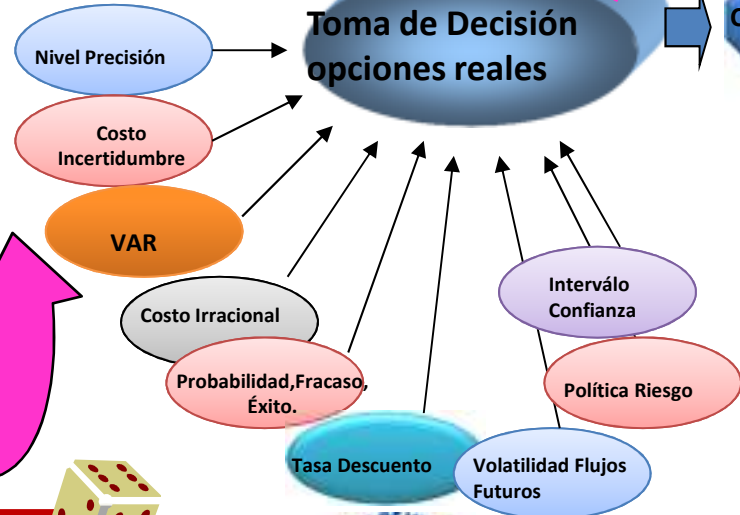 Toma de Decisión
opciones reales
Nivel Precisión
Costo
Incertidumbre
VAR
Costo Irracional
Probabilidad,Fracaso,
Éxito.
Tasa Descuento
Volatilidad Flujos
Futuros
Interválo
Confianza
Política Riesgo